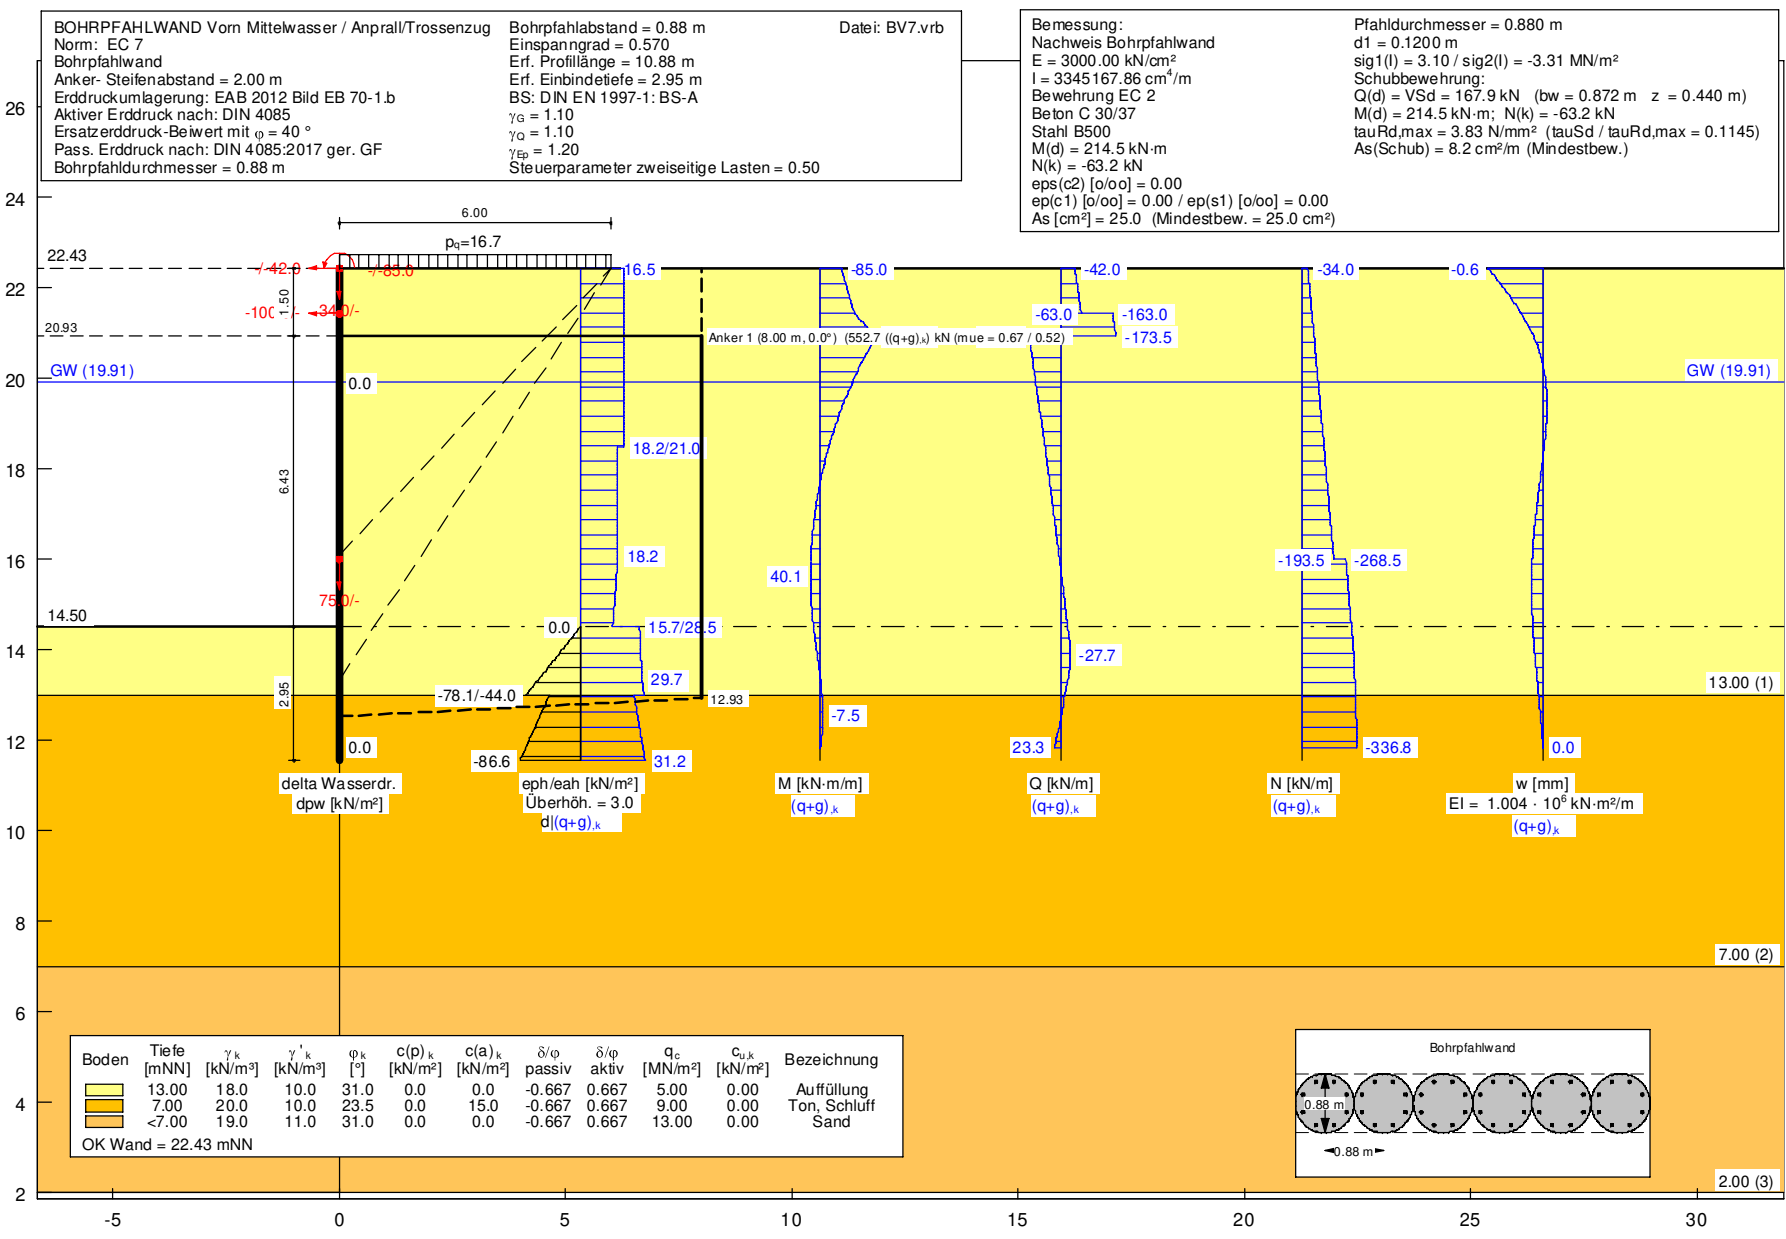 BOHRPFAHLWAND Vorn Mittelwasser / Anprall/Trossenzug
Norm: EC 7
Bohrpfahlwand
Anker- Steifenabstand = 2.00 m
Erddruckumlagerung: EAB 2012 Bild EB 70-1.b
Aktiver Erddruck nach: DIN 4085
Ersatzerddruck-Beiwert mit φ = 40 °
Pass. Erddruck nach: DIN 4085:2017 ger. GF
Bohrpfahldurchmesser = 0.88 m
Bohrpfahlabstand = 0.88 m
Einspanngrad = 0.570
Erf. Profillänge = 10.88 m
Erf. Einbindetiefe = 2.95 m
BS: DIN EN 1997-1: BS-A
γG = 1.10
γQ = 1.10
γEp = 1.20
Steuerparameter zweiseitige Lasten = 0.50
Datei: BV7.vrb
Bemessung:
Nachweis Bohrpfahlwand
E = 3000.00 kN/cm²
I = 3345167.86 cm⁴/m
Bewehrung EC 2
Beton C 30/37
Stahl B500
M(d) = 214.5 kN·m
N(k) = -63.2 kN
eps(c2) [o/oo] = 0.00
ep(c1) [o/oo] = 0.00 / ep(s1) [o/oo] = 0.00
As [cm²] = 25.0 (Mindestbew. = 25.0 cm²)
Pfahldurchmesser = 0.880 m
d1 = 0.1200 m
sig1(I) = 3.10 / sig2(I) = -3.31 MN/m²
Schubbewehrung:
Q(d) = VSd = 167.9 kN (bw = 0.872 m z = 0.440 m)
M(d) = 214.5 kN·m; N(k) = -63.2 kN
tauRd,max = 3.83 N/mm² (tauSd / tauRd,max = 0.1145)
As(Schub) = 8.2 cm²/m (Mindestbew.)
26
24
22
20
18
16
14
12
10
8
6
4
2
6.00
pq=16.7
22.43
-/-42.0
-/-85.0
16.5
-85.0
-42.0
-34.0
-0.6
1.50
34.0/-
-63.0
-163.0
20.93
Anker 1 (8.00 m, 0.0°) (552.7 ((q+g),k) kN (mue = 0.67 / 0.52)
-173.5
GW (19.91)
0.0
GW (19.91)
18.2/21.0
6.43
18.2
-193.5
-268.5
40.1
75.0/-
14.50
0.0
15.7/28.5
-27.7
2.95
29.7
-78.1/-44.0
12.93
13.00 (1)
-7.5
0.0
23.3
-336.8
0.0
-86.6
31.2
delta Wasserdr.
dpw [kN/m²]
eph/eah [kN/m²]
Überhöh. = 3.0
d|(q+g),k
M [kN·m/m]
(q+g),k
Q [kN/m]
(q+g),k
N [kN/m]
(q+g),k
w [mm]
EI = 1.004 · 10⁶ kN·m²/m
(q+g),k
7.00 (2)
Boden Tiefe [mNN] γk [kN/m³] γ'k [kN/m³] φk [°] c(p)k [kN/m²] c(a)k [kN/m²] δ/φ passiv δ/φ aktiv qc [MN/m²] cu,k [kN/m²] Bezeichnung
13.00 18.0 10.0 31.0 0.0 0.0 -0.667 0.667 5.00 0.00 Auffüllung
7.00 20.0 10.0 23.5 0.0 15.0 -0.667 0.667 9.00 0.00 Ton, Schluff
<7.00 19.0 11.0 31.0 0.0 0.0 -0.667 0.667 13.00 0.00 Sand
OK Wand = 22.43 mNN
Bohrpfahlwand
0.88 m
0.88 m
2.00 (3)
-5 0 5 10 15 20 25 30